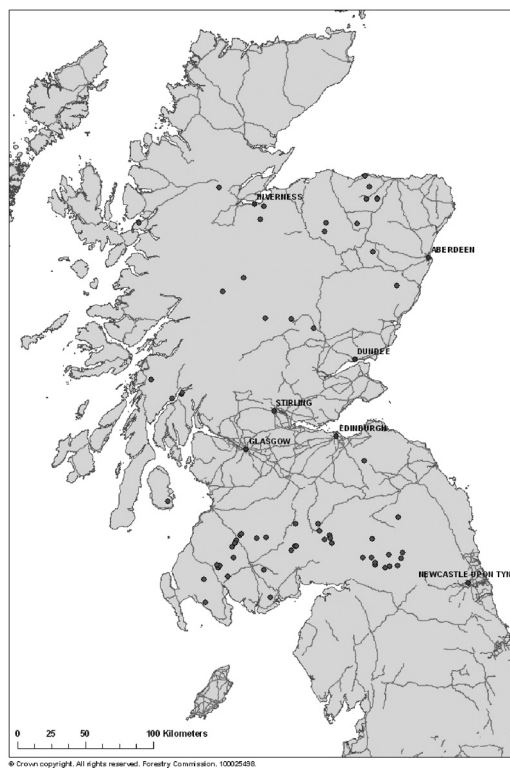 INVERNESS
ABERDEEN
DUNDEE
STIRLING
EDINBURGH
GLASGOW
NEWCASTLE UPON TYN
0 25 50 100 Kilometers
© Crown copyright. All rights reserved. Forestry Commission. 100025498.